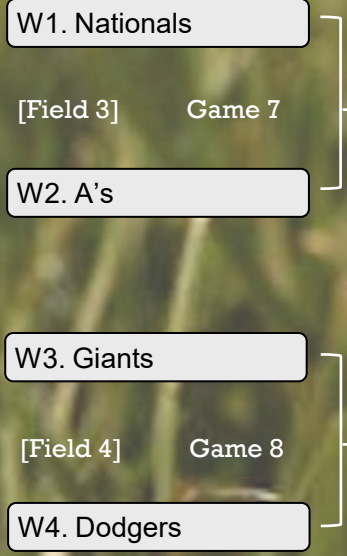 W1. Nationals
[Field 3] Game 7
W2. A's
W3. Giants
[Field 4] Game 8
W4. Dodgers